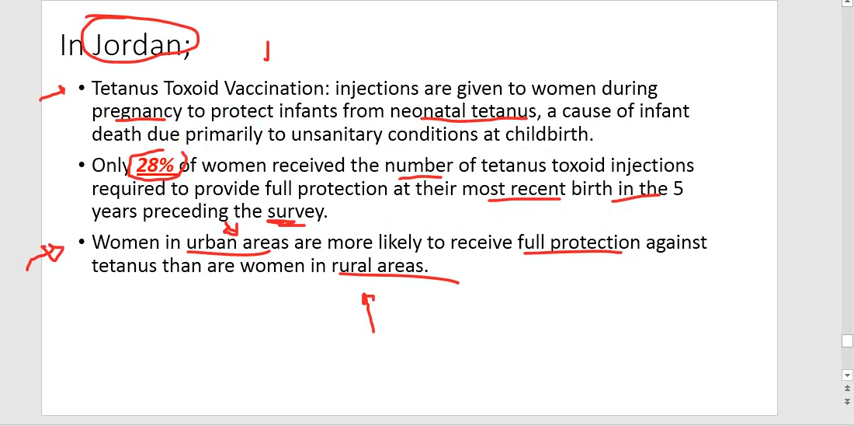 In Jordan;
• Tetanus Toxoid Vaccination: injections are given to women during
pregnancy to protect infants from neonatal tetanus, a cause of infant
death due primarily to unsanitary conditions at childbirth.
• Only 28% of women received the number of tetanus toxoid injections
required to provide full protection at their most recent birth in the 5
years preceding the survey.
• Women in urban areas are more likely to receive full protection against
tetanus than are women in rural areas.